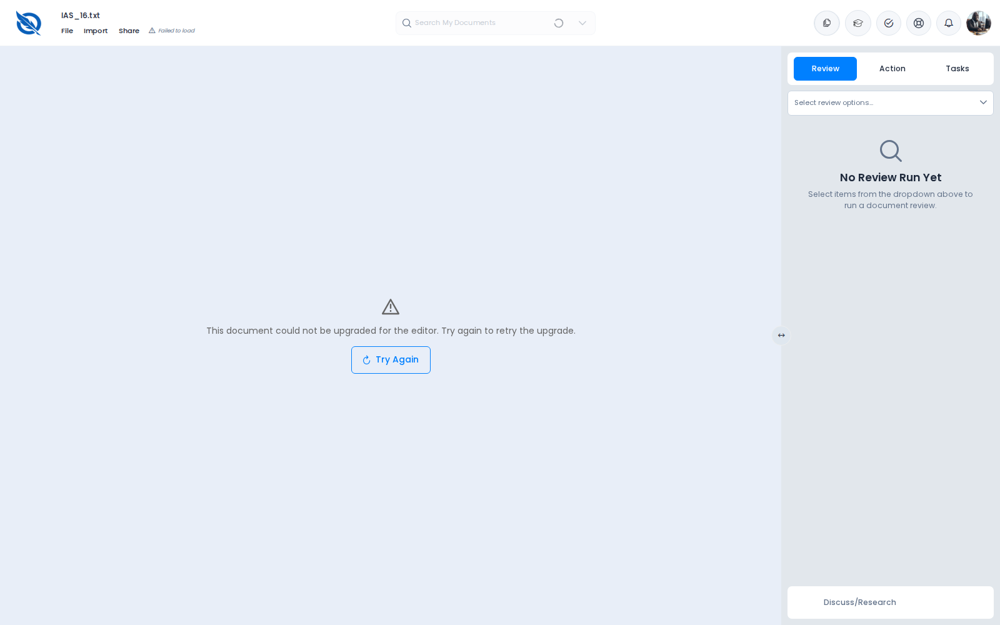 IAS_16.txt
File Import Share Failed to load
Search My Documents
Review Action Tasks
Select review options...
No Review Run Yet
Select items from the dropdown above to
run a document review.
This document could not be upgraded for the editor. Try again to retry the upgrade.
Try Again
Discuss/Research